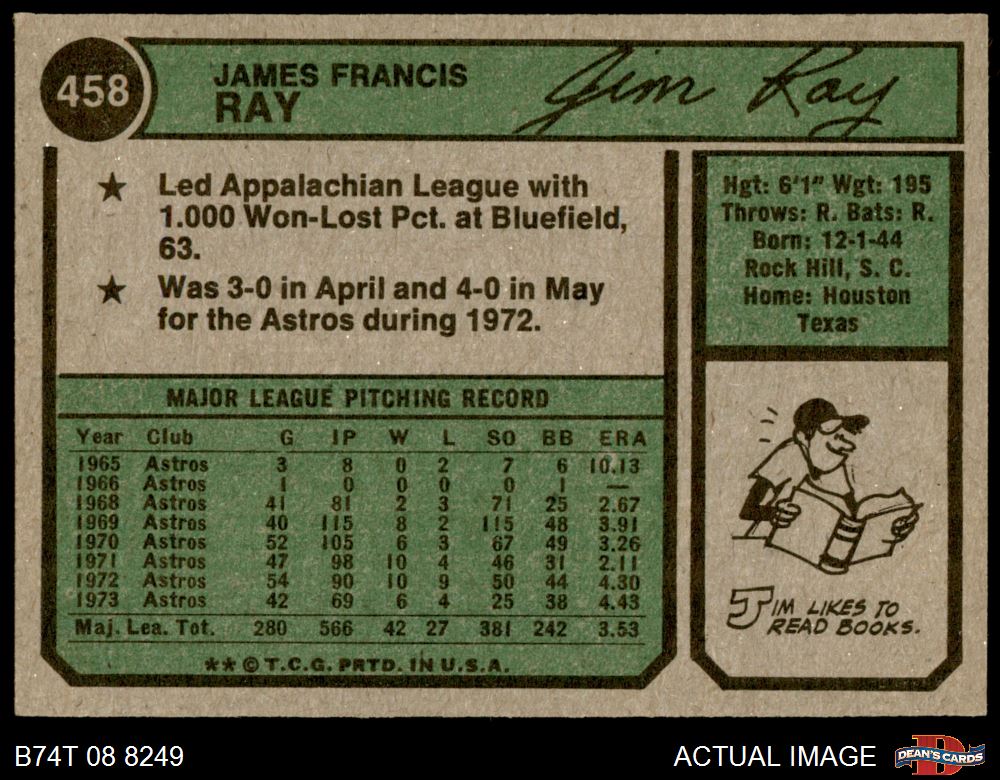 458
JAMES FRANCIS
RAY
Jim Ray
★ Led Appalachian League with
1.000 Won-Lost Pct. at Bluefield,
63.
★ Was 3-0 in April and 4-0 in May
for the Astros during 1972.
Hgt: 6'1" Wgt: 195
Throws: R. Bats: R.
Born: 12-1-44
Rock Hill, S. C.
Home: Houston
Texas
MAJOR LEAGUE PITCHING RECORD
Year Club G IP W L SO BB ERA
1965 Astros 3 8 0 2 7 6 10.13
1966 Astros 1 0 0 0 0 1 —
1968 Astros 41 81 2 3 71 25 2.67
1969 Astros 40 115 8 2 115 48 3.91
1970 Astros 52 105 6 3 67 49 3.26
1971 Astros 47 98 10 4 46 31 2.11
1972 Astros 54 90 10 9 50 44 4.30
1973 Astros 42 69 6 4 25 38 4.43
Maj. Lea. Tot. 280 566 42 27 381 242 3.53
** © T.C.G. PRTD. IN U.S.A.
JIM LIKES TO
READ BOOKS.
B74T 08 8249
ACTUAL IMAGE
D
DEAN'S CARDS